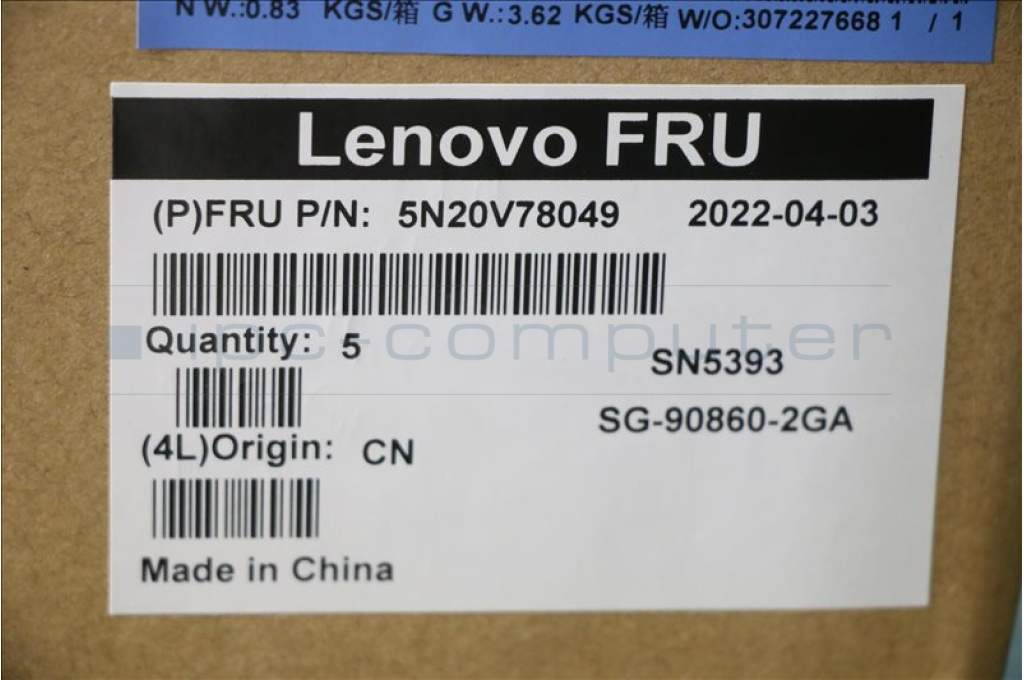 N W.:0.83 KGS/箱 G W.:3.62 KGS/箱 W/O:307227668 1 / 1
Lenovo FRU
(P)FRU P/N: 5N20V78049 2022-04-03
ipc-computer
Quantity: 5
SN5393
SG-90860-2GA
(4L)Origin: CN
Made in China